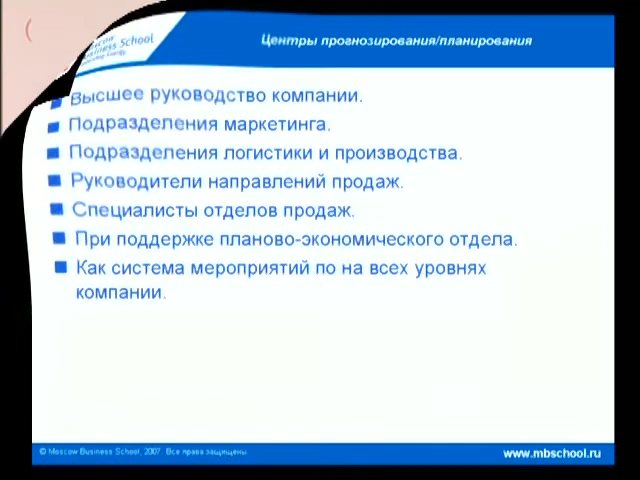 School
Центры прогнозирования/планирования
Высшее руководство компании.
Подразделения маркетинга.
Подразделения логистики и производства.
Руководители направлений продаж.
Специалисты отделов продаж.
При поддержке планово-экономического отдела.
Как система мероприятий по на всех уровнях
компании.
© Moscow Business School, 2007. Все права защищены.
www.mbschool.ru